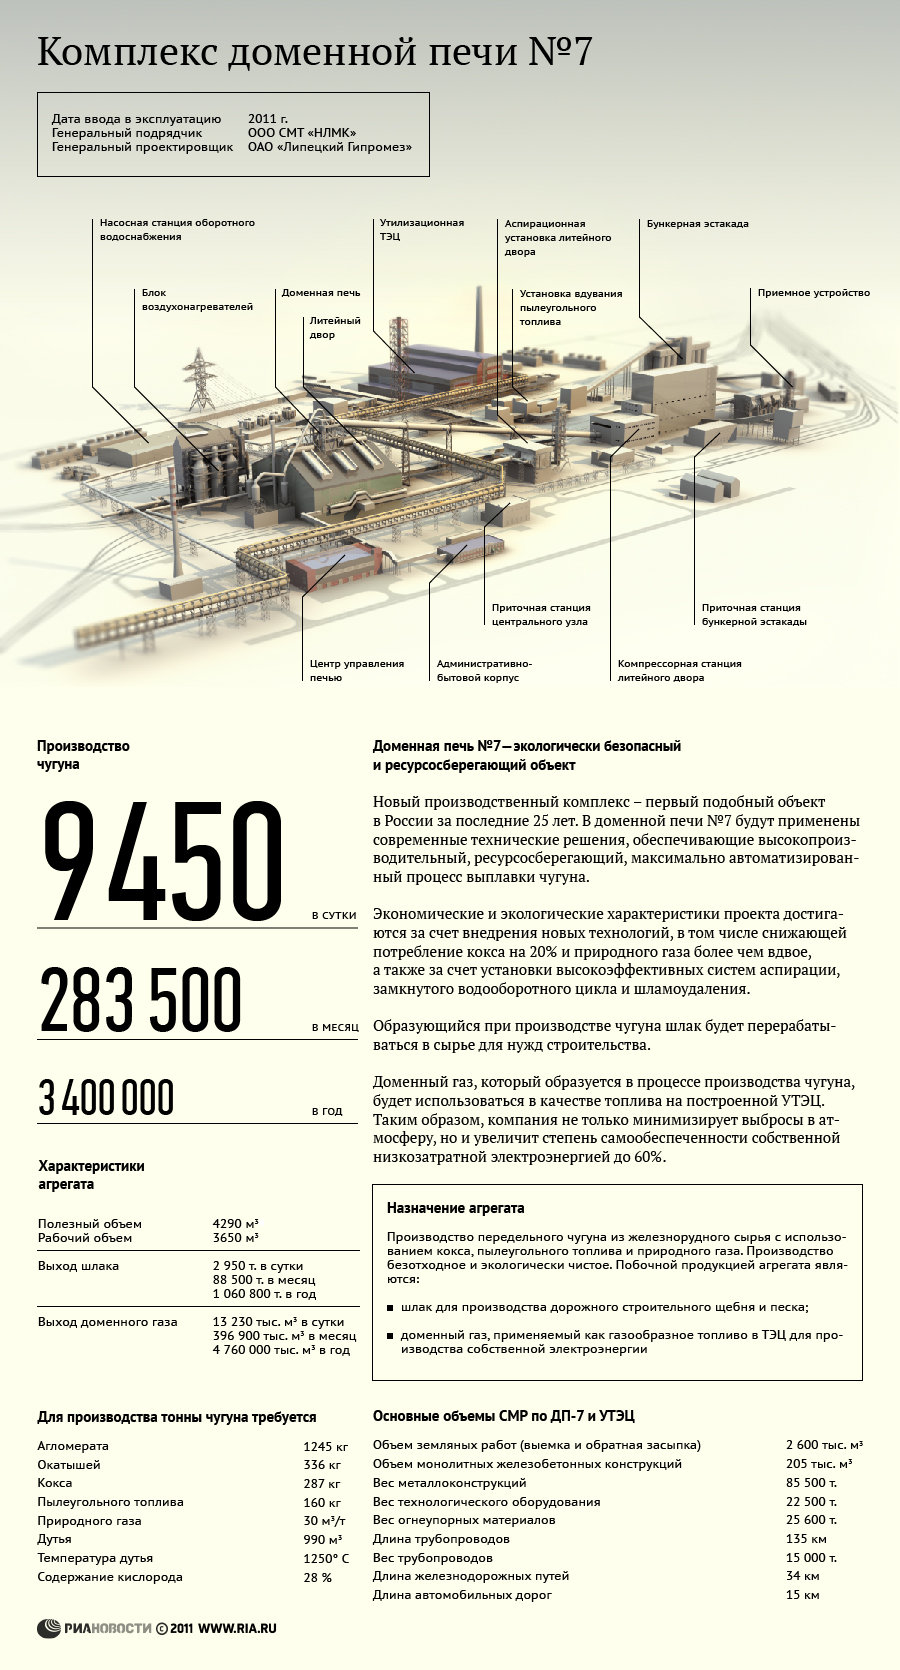 Комплекс доменной печи №7
Дата ввода в эксплуатацию 2011 г.
Генеральный подрядчик ООО СМТ «НЛМК»
Генеральный проектировщик ОАО «Липецкий Гипромез»
Насосная станция оборотного
водоснабжения
Утилизационная
ТЭЦ
Аспирационная
установка литейного
двора
Бункерная эстакада
Блок
воздухонагревателей
Доменная печь
Литейный
двор
Установка вдувания
пылеугольного
топлива
Приемное устройство
Приточная станция
центрального узла
Приточная станция
бункерной эстакады
Центр управления
печью
Административно-
бытовой корпус
Компрессорная станция
литейного двора
Производство
чугуна
9450 в сутки
283 500 в месяц
3 400 000 в год
Характеристики
агрегата
Полезный объем 4290 м³
Рабочий объем 3650 м³
Выход шлака 2 950 т. в сутки
88 500 т. в месяц
1 060 800 т. в год
Выход доменного газа 13 230 тыс. м³ в сутки
396 900 тыс. м³ в месяц
4 760 000 тыс. м³ в год
Доменная печь №7—экологически безопасный
и ресурсосберегающий объект
Новый производственный комплекс – первый подобный объект
в России за последние 25 лет. В доменной печи №7 будут применены
современные технические решения, обеспечивающие высокопроиз-
водительный, ресурсосберегающий, максимально автоматизирован-
ный процесс выплавки чугуна.
Экономические и экологические характеристики проекта достига-
ются за счет внедрения новых технологий, в том числе снижающей
потребление кокса на 20% и природного газа более чем вдвое,
а также за счет установки высокоэффективных систем аспирации,
замкнутого водооборотного цикла и шламоудаления.
Образующийся при производстве чугуна шлак будет перерабаты-
ваться в сырье для нужд строительства.
Доменный газ, который образуется в процессе производства чугуна,
будет использоваться в качестве топлива на построенной УТЭЦ.
Таким образом, компания не только минимизирует выбросы в ат-
мосферу, но и увеличит степень самообеспеченности собственной
низкозатратной электроэнергией до 60%.
Назначение агрегата
Производство передельного чугуна из железнорудного сырья с использо-
ванием кокса, пылеугольного топлива и природного газа. Производство
безотходное и экологически чистое. Побочной продукцией агрегата явля-
ются:
шлак для производства дорожного строительного щебня и песка;
доменный газ, применяемый как газообразное топливо в ТЭЦ для про-
изводства собственной электроэнергии
Для производства тонны чугуна требуется
Агломерата 1245 кг
Окатышей 336 кг
Кокса 287 кг
Пылеугольного топлива 160 кг
Природного газа 30 м³/т
Дутья 990 м³
Температура дутья 1250° С
Содержание кислорода 28 %
Основные объемы СМР по ДП-7 и УТЭЦ
Объем земляных работ (выемка и обратная засыпка) 2 600 тыс. м³
Объем монолитных железобетонных конструкций 205 тыс. м³
Вес металлоконструкций 85 500 т.
Вес технологического оборудования 22 500 т.
Вес огнеупорных материалов 25 600 т.
Длина трубопроводов 135 км
Вес трубопроводов 15 000 т.
Длина железнодорожных путей 34 км
Длина автомобильных дорог 15 км
РИАНОВОСТИ © 2011 WWW.RIA.RU